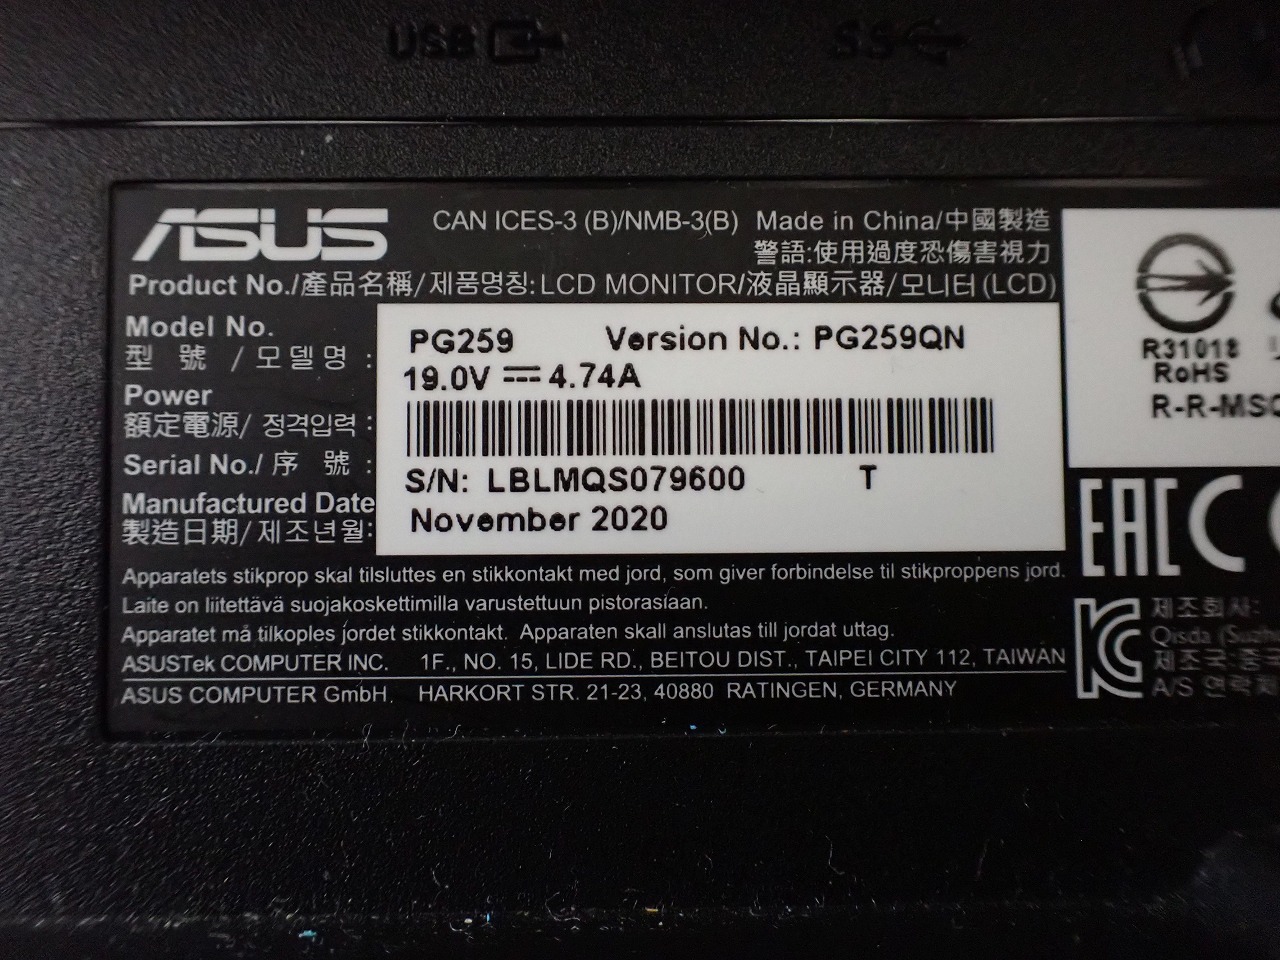 USB
SS
ASUS CAN ICES-3 (B)/NMB-3(B) Made in China/中國製造
警語:使用過度恐傷害視力
Product No./產品名稱/제품명칭: LCD MONITOR/液晶顯示器/모니터(LCD)
Model No.
型 號 / 모델명 : PG259 Version No.: PG259QN
Power
額定電源/ 정격입력 : 19.0V 4.74A
Serial No./ 序 號 : S/N: LBLMQS079600 T
Manufactured Date
製造日期/제조년월: November 2020
Apparatets stikprop skal tilsluttes en stikkontakt med jord, som giver forbindelse til stikproppens jord.
Laite on liitettävä suojakoskettimilla varustettuun pistorasiaan.
Apparatet må tilkoples jordet stikkontakt. Apparaten skall anslutas till jordat uttag.
ASUSTek COMPUTER INC. 1F., NO. 15, LIDE RD., BEITOU DIST., TAIPEI CITY 112, TAIWAN
ASUS COMPUTER GmbH. HARKORT STR. 21-23, 40880 RATINGEN, GERMANY
R31018
RoHS
R-R-MSQ
EAC
제조회사:
Qisda (Suzh
제조국:중국
A/S 연락처